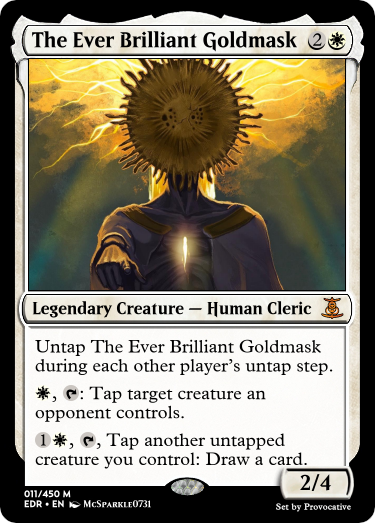 The Ever Brilliant Goldmask 2
Legendary Creature — Human Cleric
Untap The Ever Brilliant Goldmask
during each other player's untap step.
, : Tap target creature an
opponent controls.
1 , , Tap another untapped
creature you control: Draw a card.
2/4
011/450 M
EDR • EN McSparkle0731
Set by Provocative